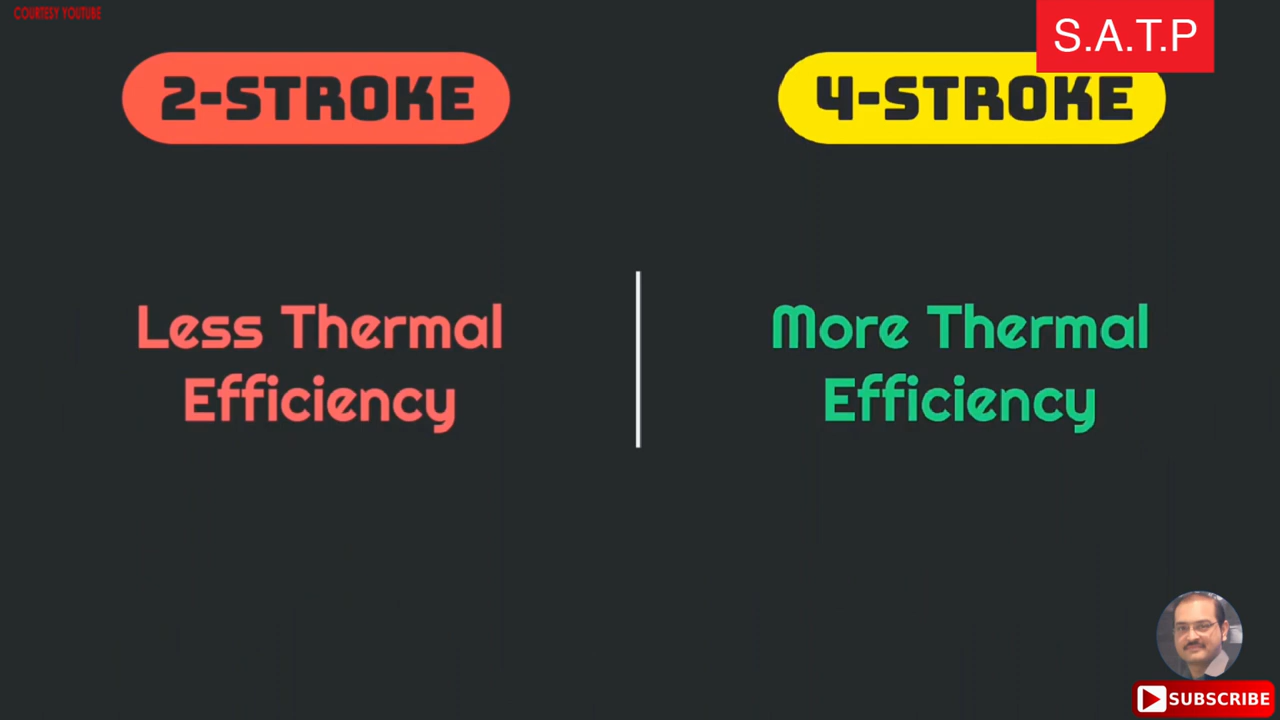 COURTESY YOUTUBE
S.A.T.P
2-STROKE
4-STROKE
Less Thermal
Efficiency
More Thermal
Efficiency
SUBSCRIBE